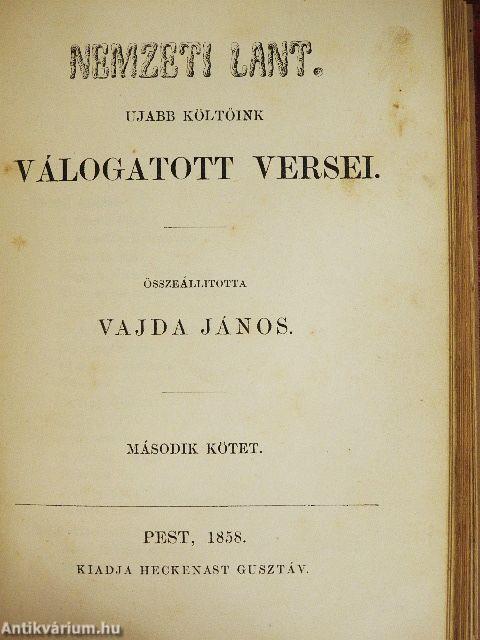 NEMZETI LANT.
UJABB KÖLTŐINK
VÁLOGATOTT VERSEI.
ÖSSZEÁLLITOTTA
VAJDA JÁNOS.
MÁSODIK KÖTET.
PEST, 1858.
KIADJA HECKENAST GUSZTÁV.
Antikvárium.hu